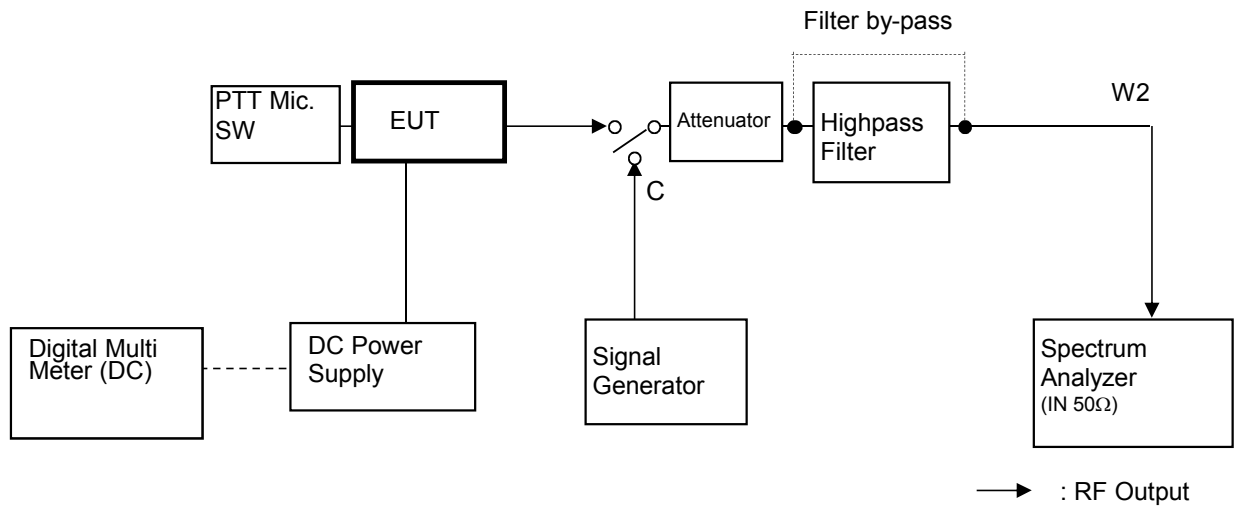 Filter by-pass
PTT Mic.
SW
EUT
Attenuator
Highpass
Filter
W2
C
Digital Multi
Meter (DC)
DC Power
Supply
Signal
Generator
Spectrum
Analyzer
(IN 50Ω)
: RF Output